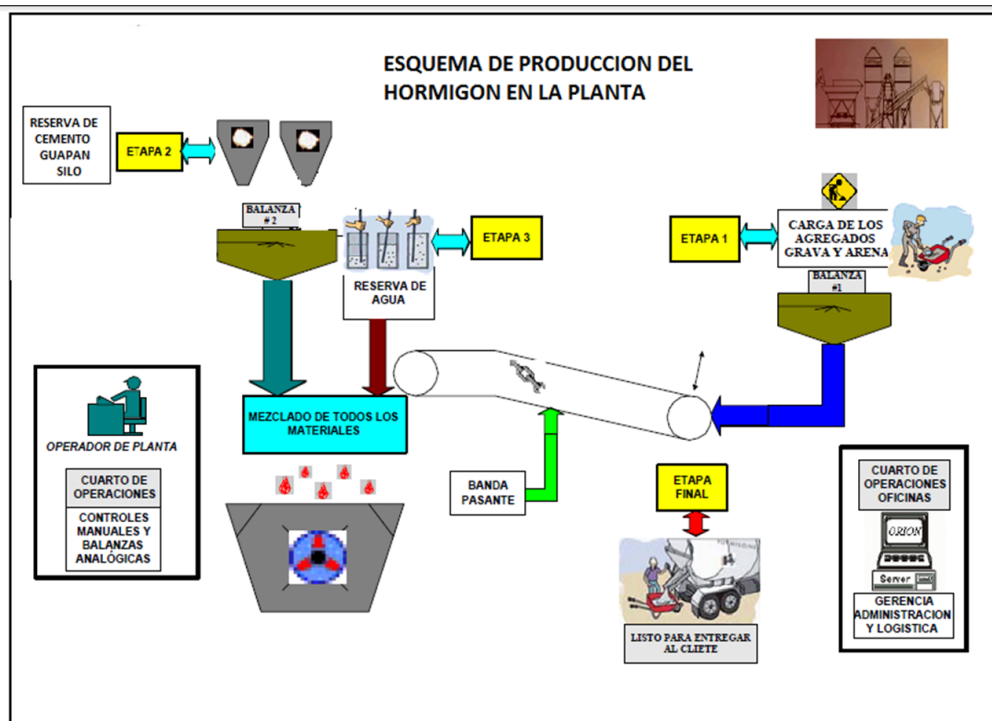 ESQUEMA DE PRODUCCION DEL
HORMIGON EN LA PLANTA
RESERVA DE
CEMENTO
GUAPAN
SILO
ETAPA 2
BALANZA
# 2
ETAPA 3
RESERVA DE
AGUA
ETAPA 1
CARGA DE LOS
AGREGADOS
GRAVA Y ARENA
BALANZA
#1
OPERADOR DE PLANTA
CUARTO DE
OPERACIONES
CONTROLES
MANUALES Y
BALANZAS
ANALÓGICAS
MEZCLADO DE TODOS LOS
MATERIALES
BANDA
PASANTE
ETAPA
FINAL
LISTO PARA ENTREGAR
AL CLIETE
CUARTO DE
OPERACIONES
OFICINAS
ORION
Server
GERENCIA
ADMINISTRACION
Y LOGISTICA